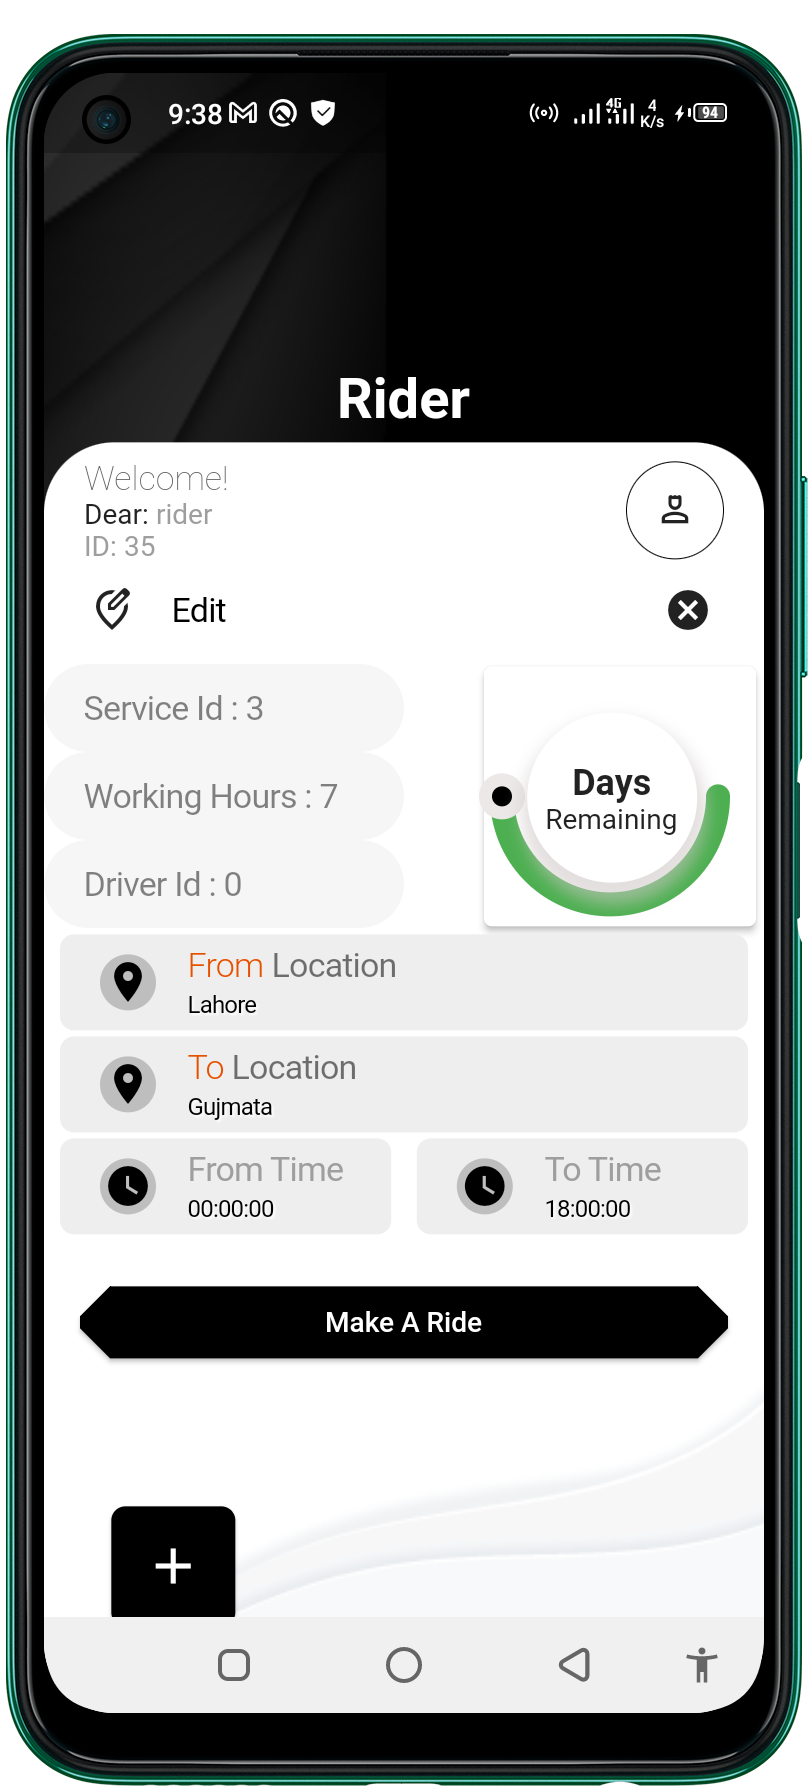 9:38 4G 4 K/s 94
Rider
Welcome!
Dear: rider
ID: 35
Edit
Service Id : 3
Working Hours : 7
Driver Id : 0
Days
Remaining
From Location
Lahore
To Location
Gujmata
From Time
00:00:00
To Time
18:00:00
Make A Ride